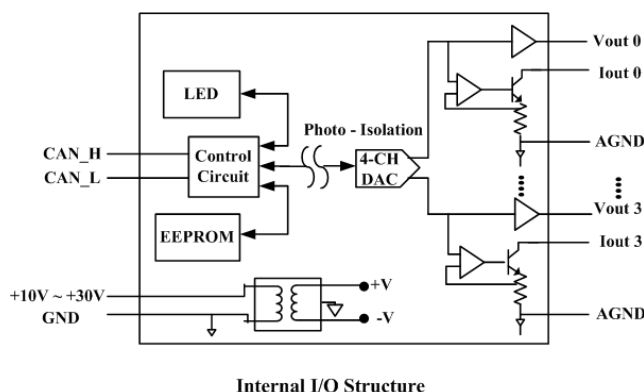 Vout 0
Iout 0
LED
Photo - Isolation
AGND
CAN_H
CAN_L
Control
Circuit
4-CH
DAC
Vout 3
EEPROM
Iout 3
+10V ~ +30V
+V
GND
-V
AGND
Internal I/O Structure